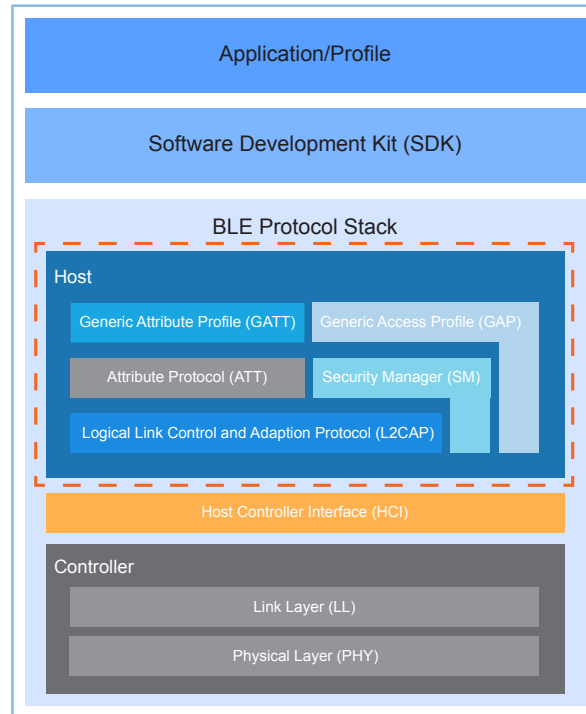 Application/Profile
Software Development Kit (SDK)
BLE Protocol Stack
Host
Generic Attribute Profile (GATT)
Generic Access Profile (GAP)
Attribute Protocol (ATT)
Security Manager (SM)
Logical Link Control and Adaption Protocol (L2CAP)
Host Controller Interface (HCI)
Controller
Link Layer (LL)
Physical Layer (PHY)